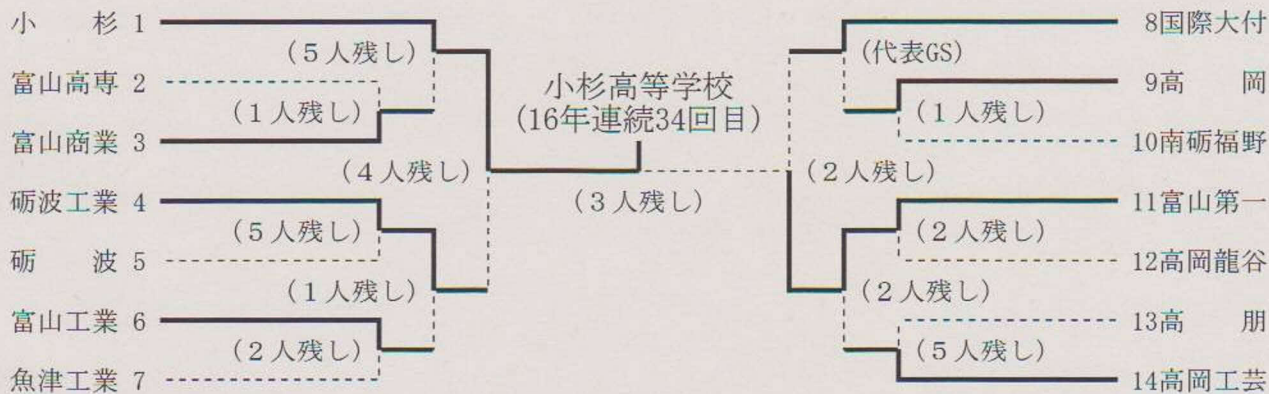 小　杉 1
(５人残し)
富山高専 2
(１人残し)
富山商業 3
(４人残し)
砺波工業 4
(５人残し)
砺　波 5
(１人残し)
富山工業 6
(２人残し)
魚津工業 7
小杉高等学校
(16年連続34回目)
(３人残し)
8国際大付
(代表GS)
9高　岡
(１人残し)
10南砺福野
(２人残し)
11富山第一
(２人残し)
12高岡龍谷
(２人残し)
13高　朋
(５人残し)
14高岡工芸